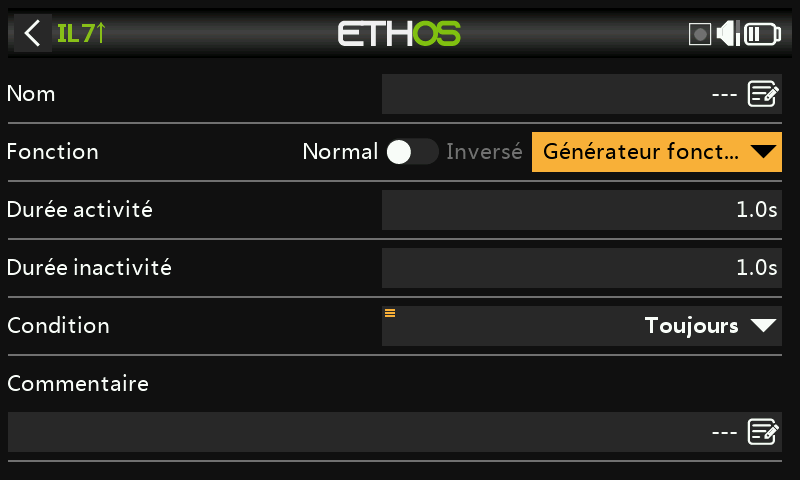 IL7↑ ETHOS
Nom ---
Fonction Normal Inversé Générateur fonct...
Durée activité 1.0s
Durée inactivité 1.0s
Condition Toujours
Commentaire
---